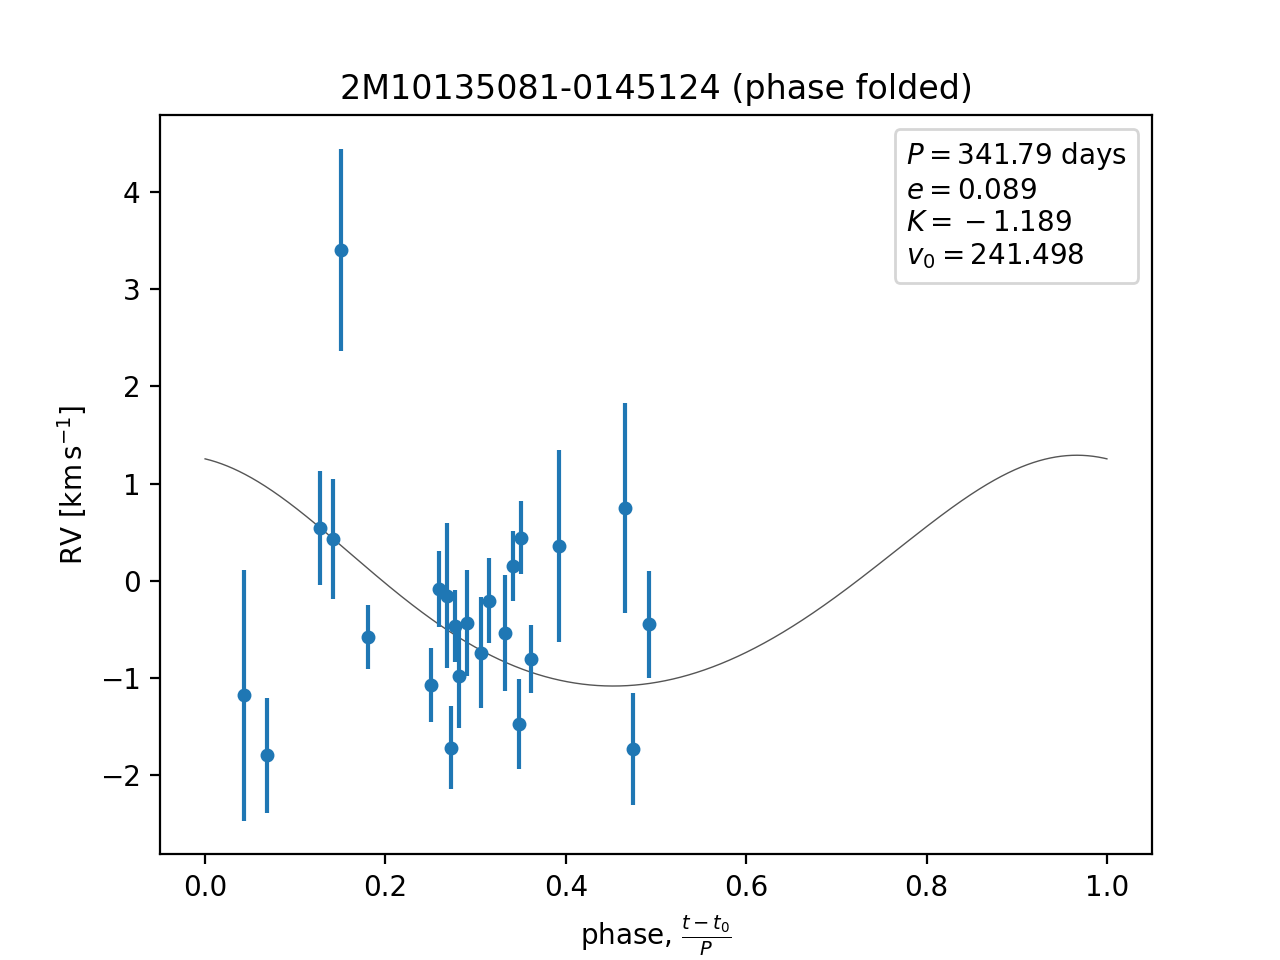 2M10135081-0145124 (phase folded)
P = 341.79 days
e = 0.089
K = −1.189
v₀ = 241.498
4
3
2
1
0
−1
−2
RV [km s⁻¹]
0.0 0.2 0.4 0.6 0.8 1.0
phase, (t − t₀)/P